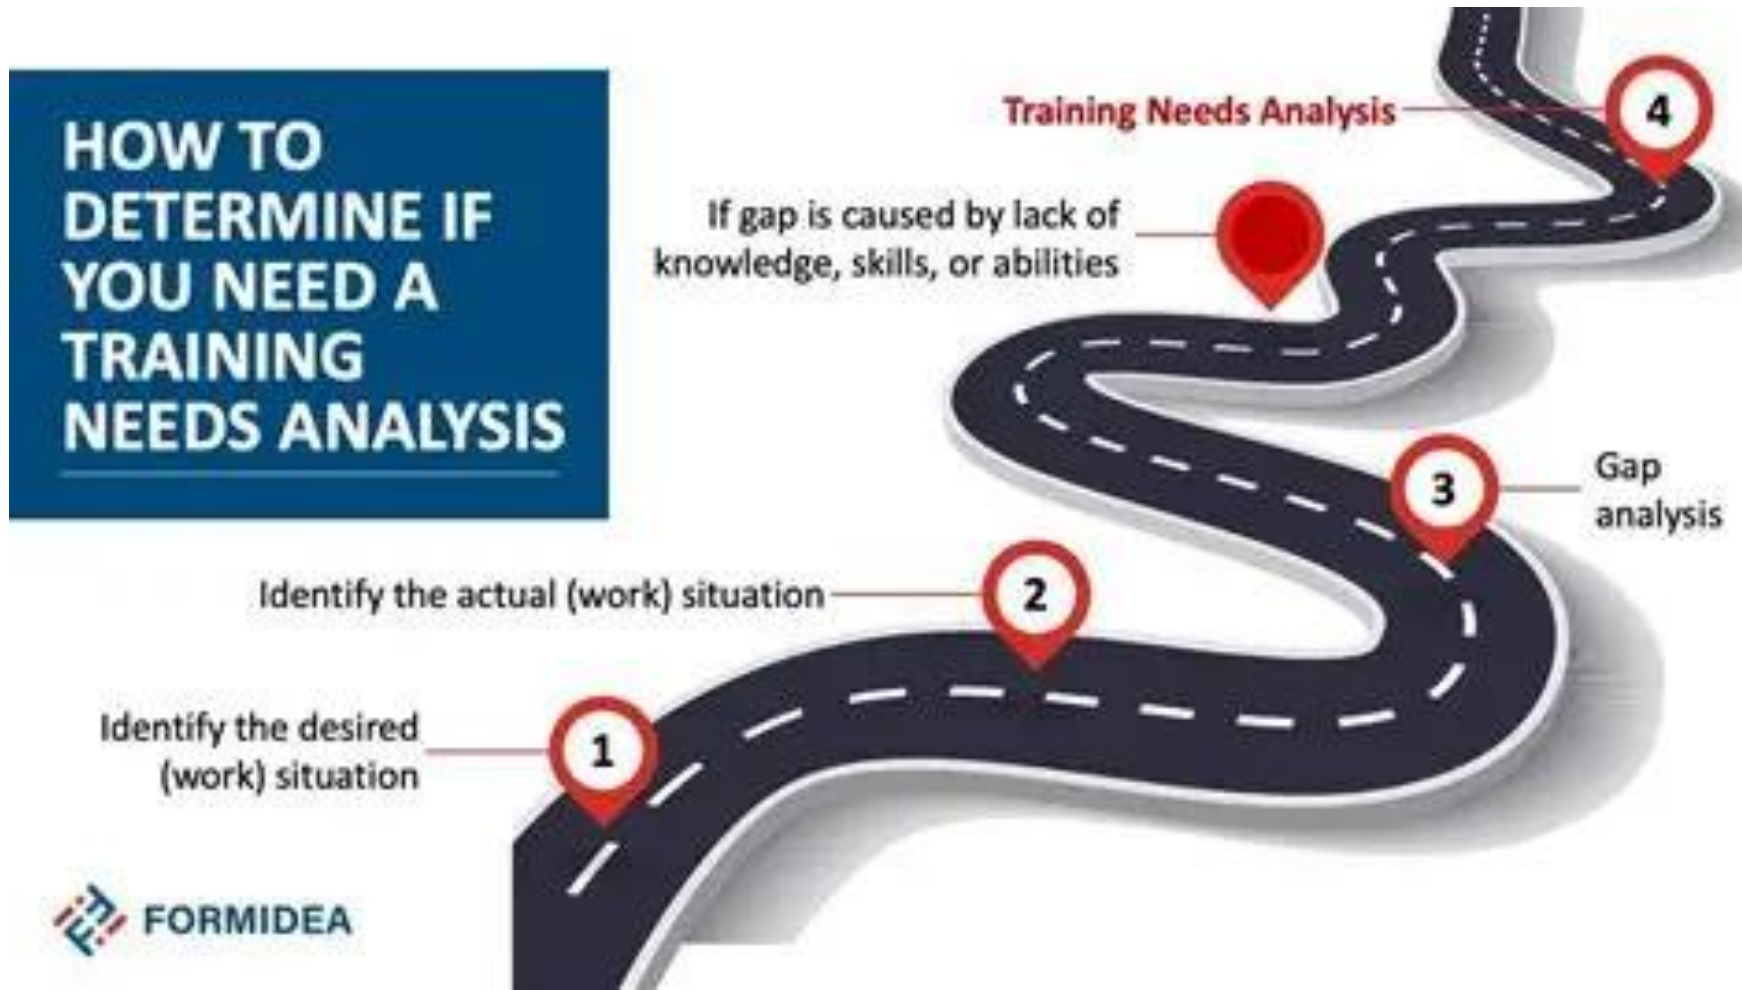 HOW TO
DETERMINE IF
YOU NEED A
TRAINING
NEEDS ANALYSIS
Training Needs Analysis
4
If gap is caused by lack of
knowledge, skills, or abilities
3
Gap
analysis
Identify the actual (work) situation
2
Identify the desired
(work) situation
1
FORMIDEA